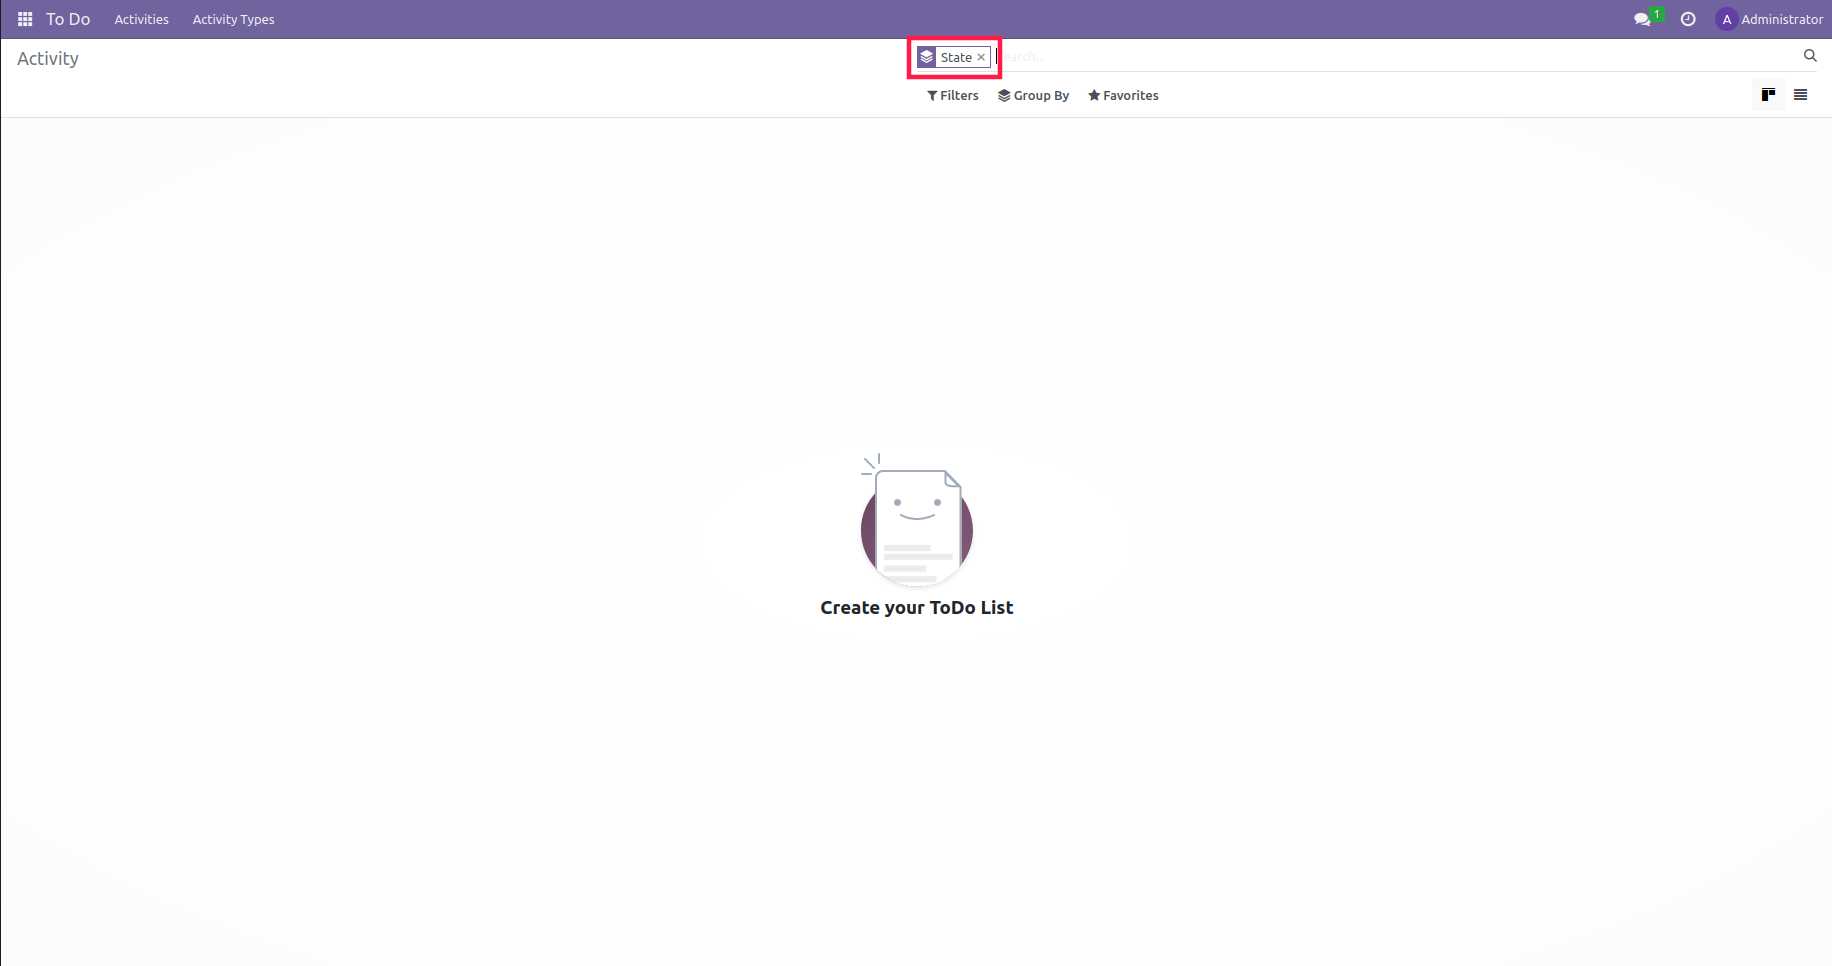 To Do Activities Activity Types 1 A Administrator
Activity State × Search...
Filters Group By Favorites
Create your ToDo List